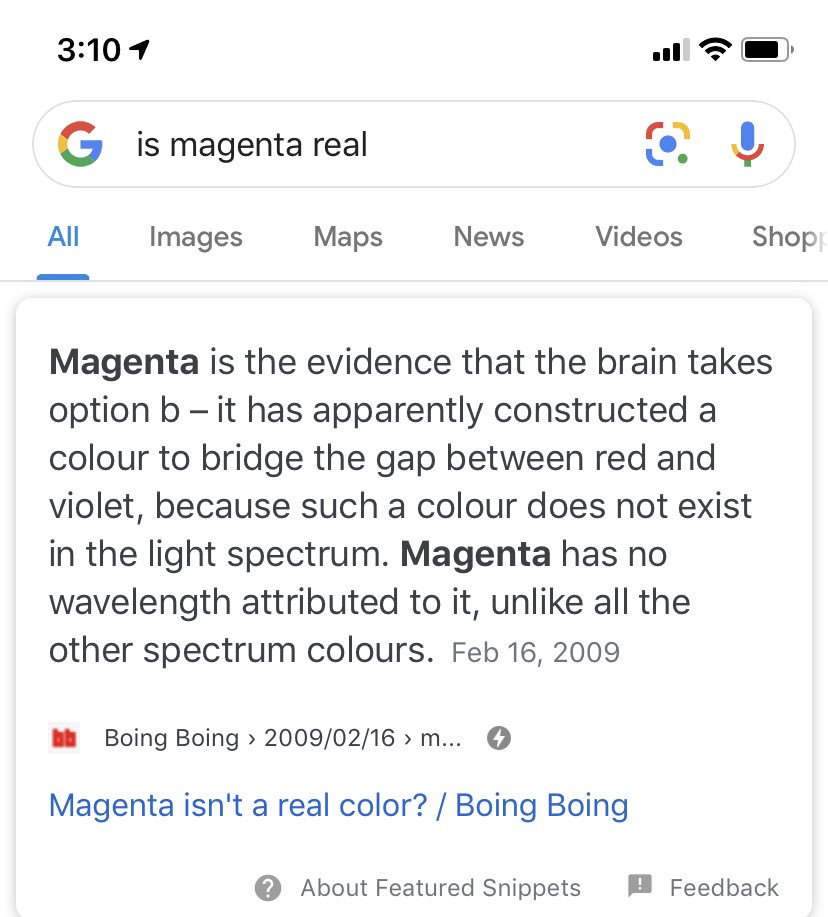 3:10
is magenta real
All Images Maps News Videos Shopp
Magenta is the evidence that the brain takes
option b – it has apparently constructed a
colour to bridge the gap between red and
violet, because such a colour does not exist
in the light spectrum. Magenta has no
wavelength attributed to it, unlike all the
other spectrum colours. Feb 16, 2009
bb Boing Boing › 2009/02/16 › m...
Magenta isn't a real color? / Boing Boing
? About Featured Snippets ! Feedback